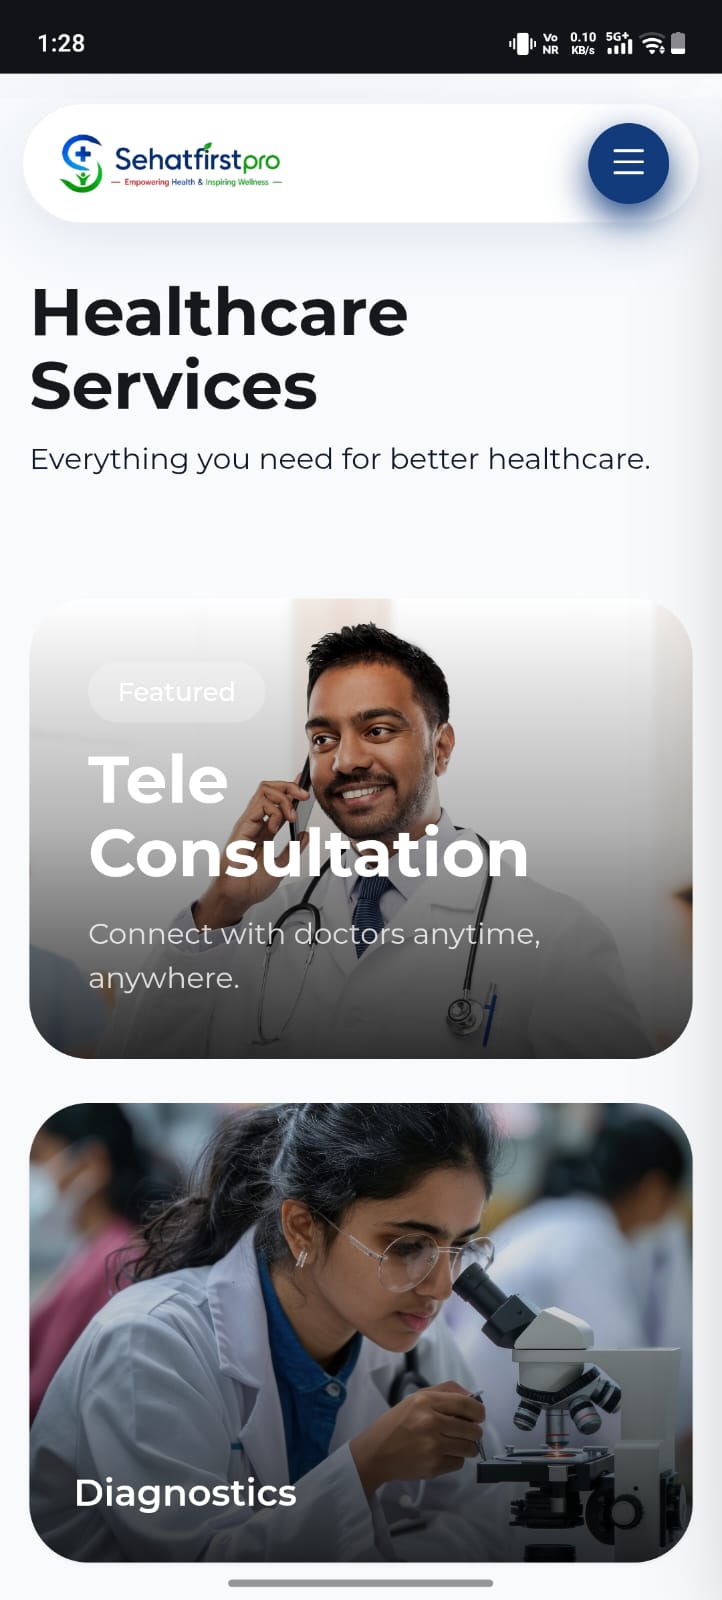 1:28
Vo
NR
0.10
KB/s
5G+
Sehatfirstpro
Empowering Health & Inspiring Wellness
Healthcare
Services
Everything you need for better healthcare.
Featured
Tele
Consultation
Connect with doctors anytime,
anywhere.
Diagnostics